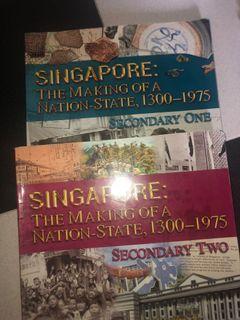 SINGAPORE:
THE MAKING OF A
NATION-STATE, 1300–1975
SECONDARY ONE
SINGAPORE:
THE MAKING OF A
NATION-STATE, 1300–1975
SECONDARY TWO